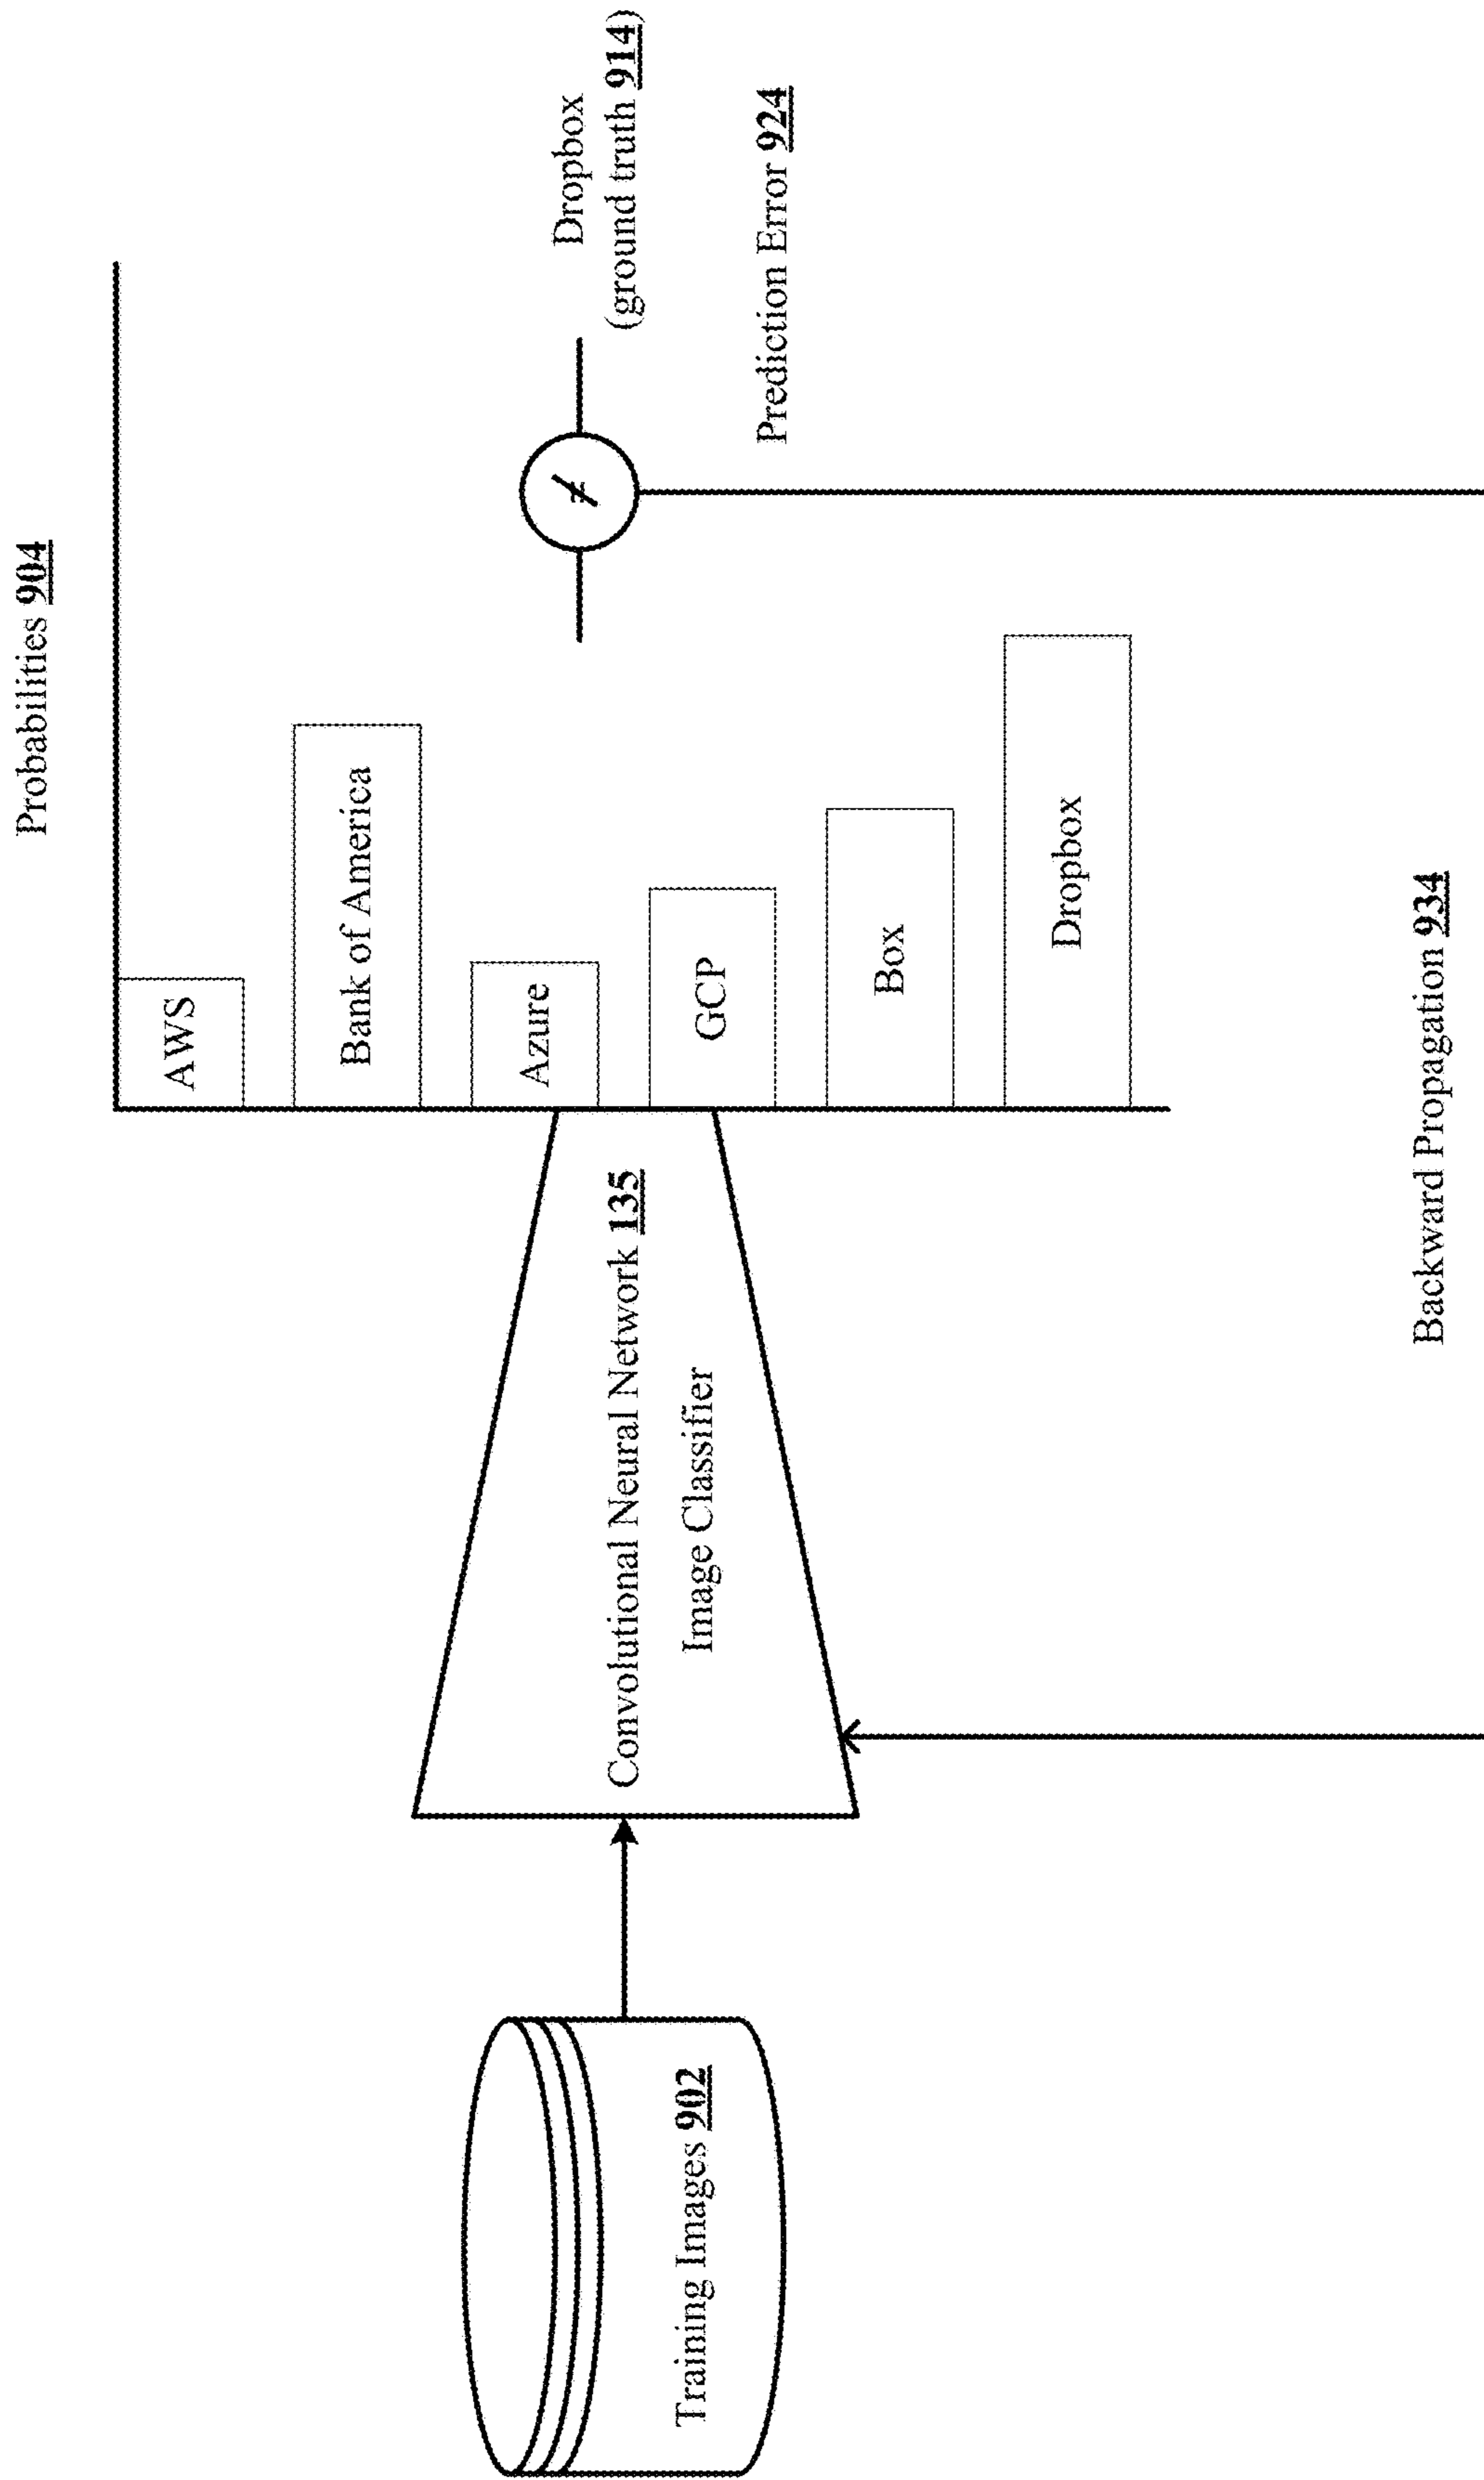 Probabilities 904
AWS
Bank of America
Azure
GCP
Box
Dropbox
Dropbox
(ground truth 914)
≠
Prediction Error 924
Convolutional Neural Network 135
Image Classifier
Training Images 902
Backward Propagation 934